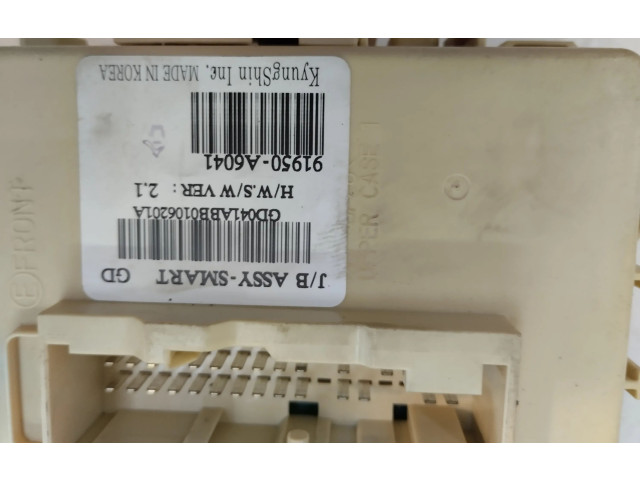 J/B ASSY-SMART GD
GD041ABB0106201A
H/W.S/W VER : 2.1
91950-A6041
KyungShin Inc. MADE IN KOREA
(E)FRONT
UPPER CASE